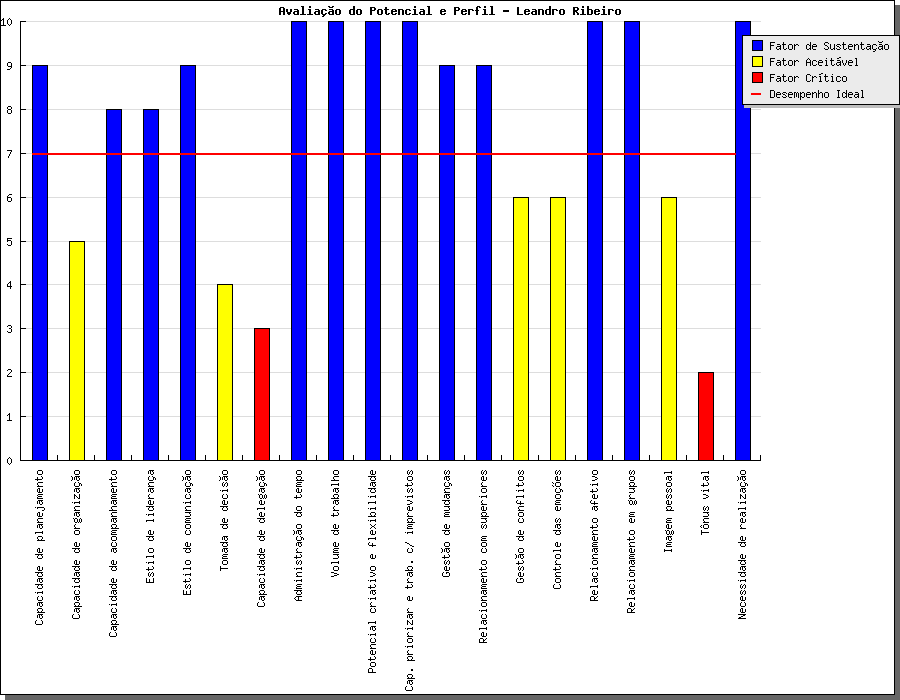 Avaliação do Potencial e Perfil - Leandro Ribeiro
10
9
8
7
6
5
4
3
2
1
0
Fator de Sustentação
Fator Aceitável
Fator Crítico
Desempenho Ideal
Capacidade de planejamento
Capacidade de organização
Capacidade de acompanhamento
Estilo de liderança
Estilo de comunicação
Tomada de decisão
Capacidade de delegação
Administração do tempo
Volume de trabalho
Potencial criativo e flexibilidade
Cap. priorizar e trab. c/ imprevistos
Gestão de mudanças
Relacionamento com superiores
Gestão de conflitos
Controle das emoções
Relacionamento afetivo
Relacionamento em grupos
Imagem pessoal
Tônus vital
Necessidade de realização